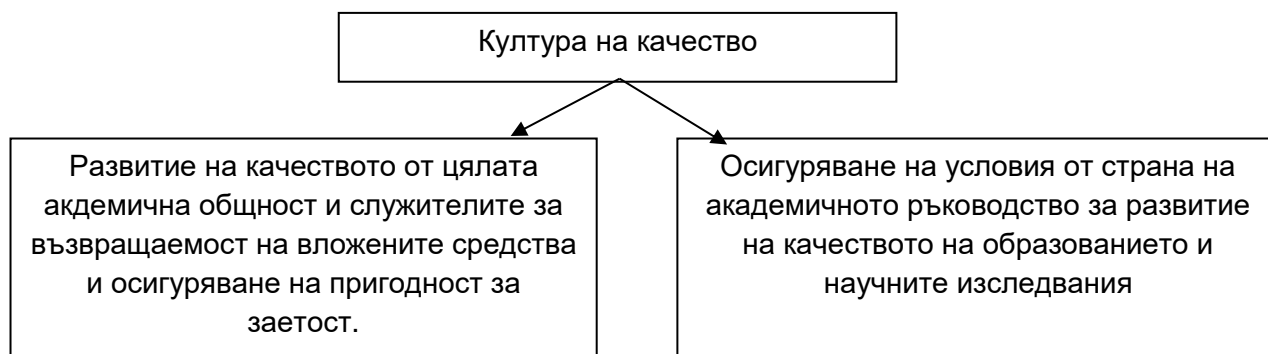 Култура на качество
Развитие на качеството от цялата
акдемична общност и служителите за
възвращаемост на вложените средства
и осигуряване на пригодност за
заетост.
Осигуряване на условия от страна на
академичното ръководство за развитие
на качеството на образованието и
научните изследвания